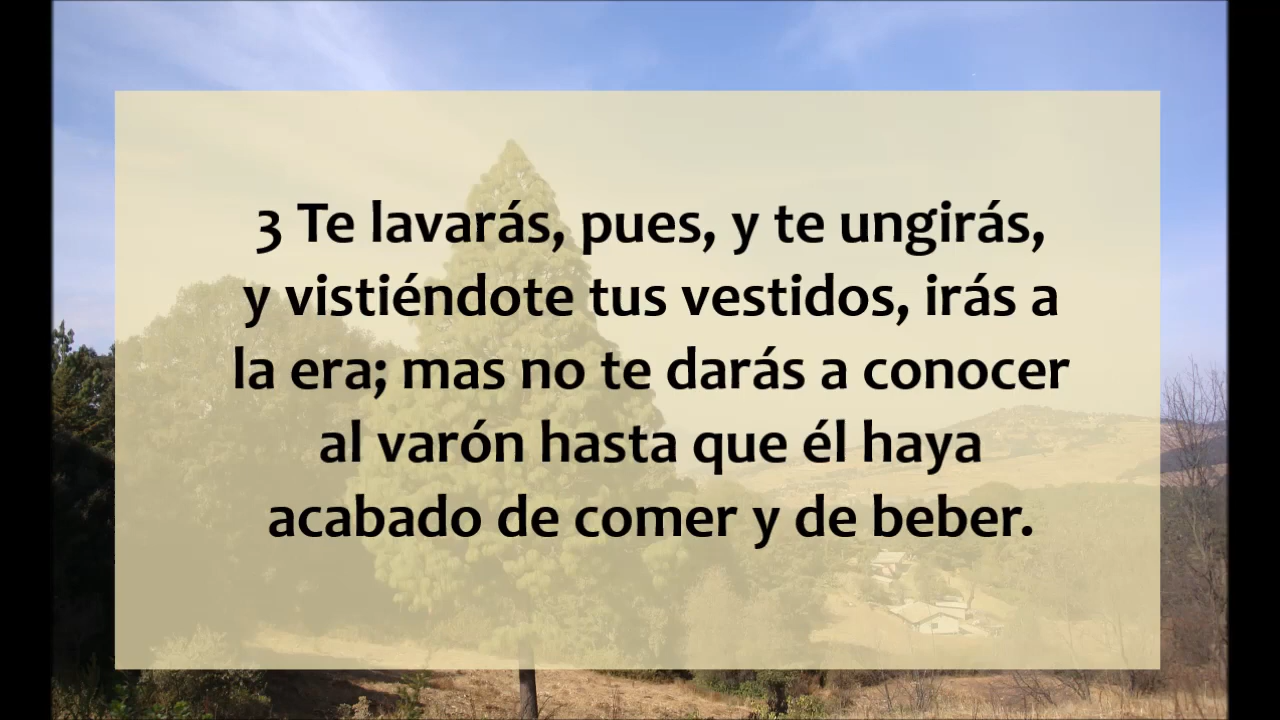 3 Te lavarás, pues, y te ungirás,
y vistiéndote tus vestidos, irás a
la era; mas no te darás a conocer
al varón hasta que él haya
acabado de comer y de beber.